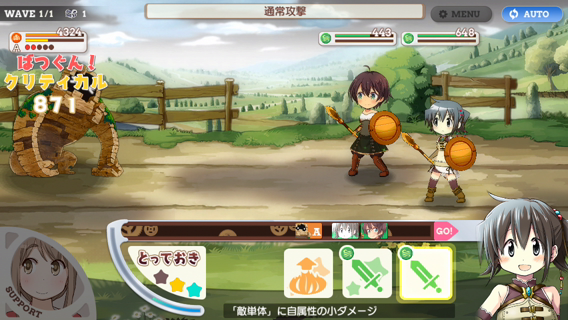 WAVE 1/1 1
通常攻撃
MENU
AUTO
4324
A
443
648
ばつぐん!
クリティカル
871
A
GO!
とっておき
SUPPORT
「敵単体」に自属性の小ダメージ